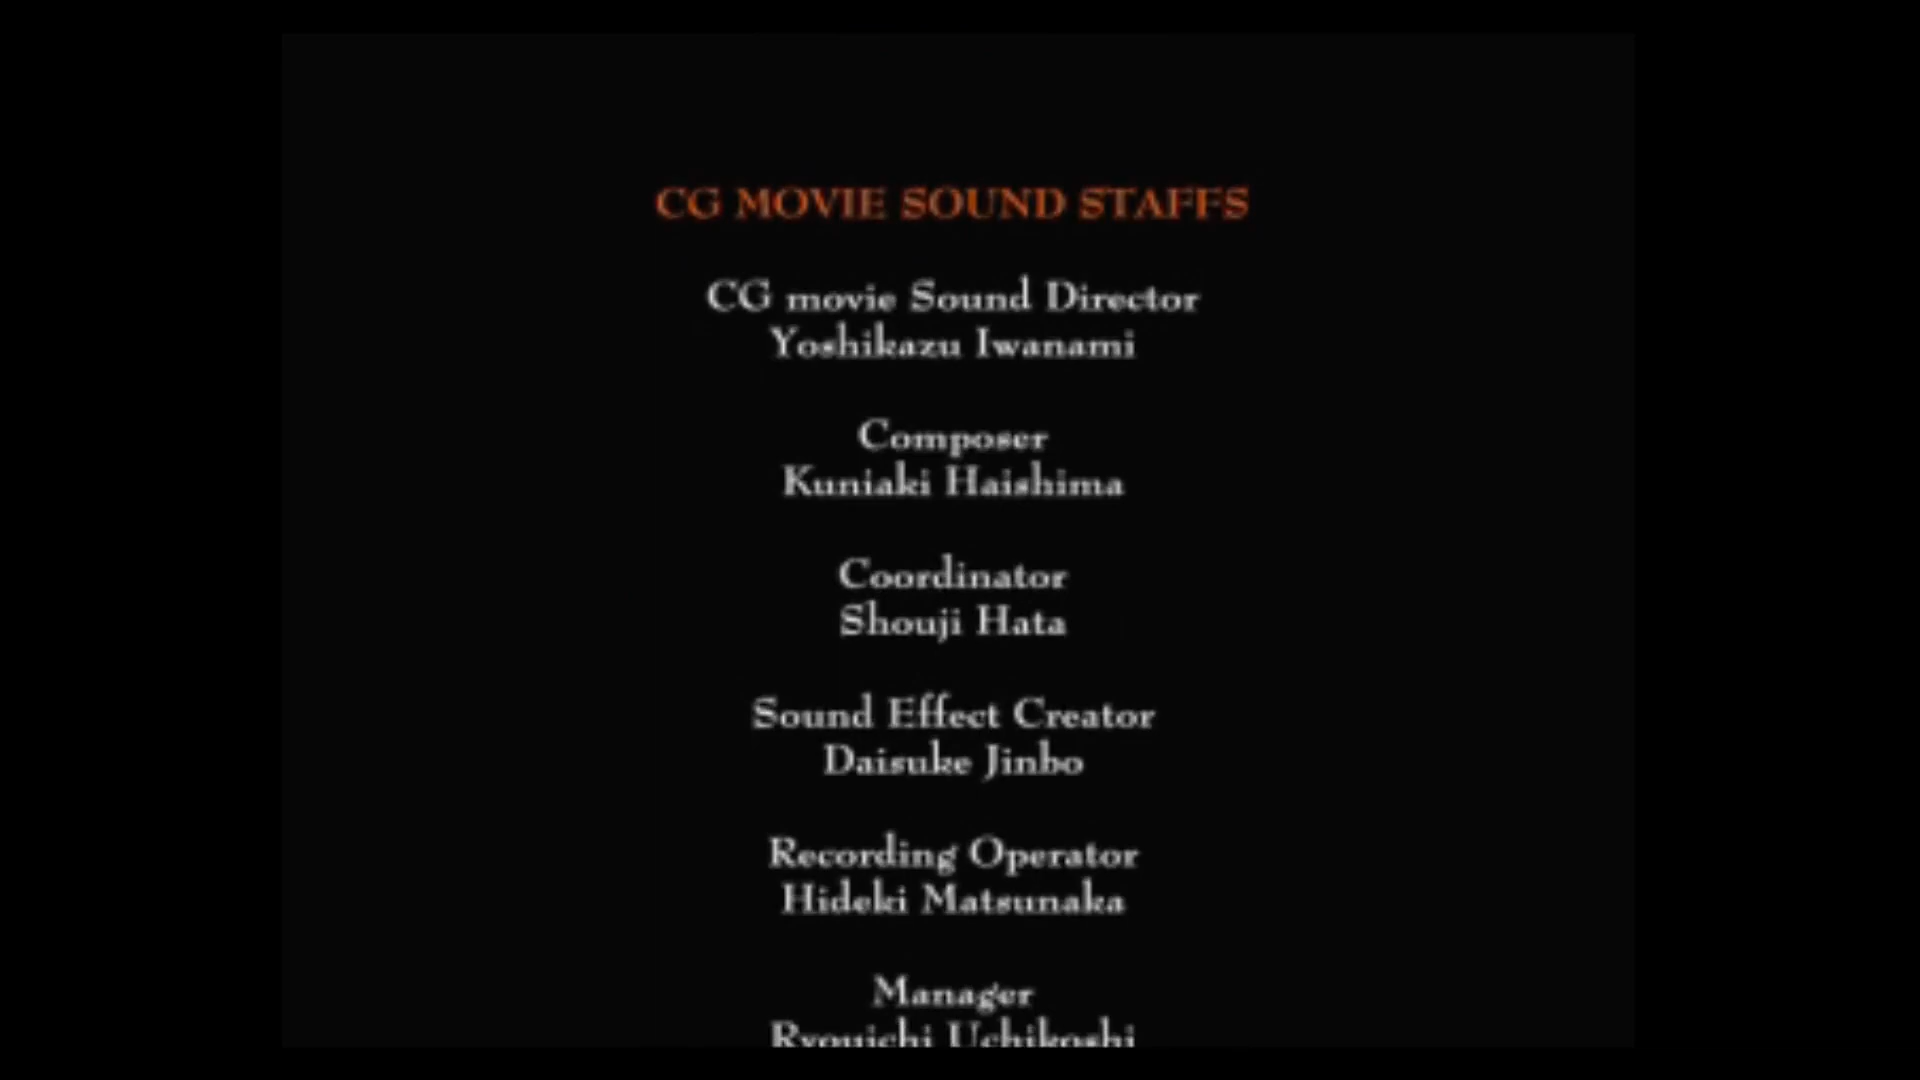 CG MOVIE SOUND STAFFS
CG movie Sound Director
Yoshikazu Iwanami
Composer
Kuniaki Haishima
Coordinator
Shouji Hata
Sound Effect Creator
Daisuke Jinbo
Recording Operator
Hideki Matsunaka
Manager
Ryouichi Uchikoshi